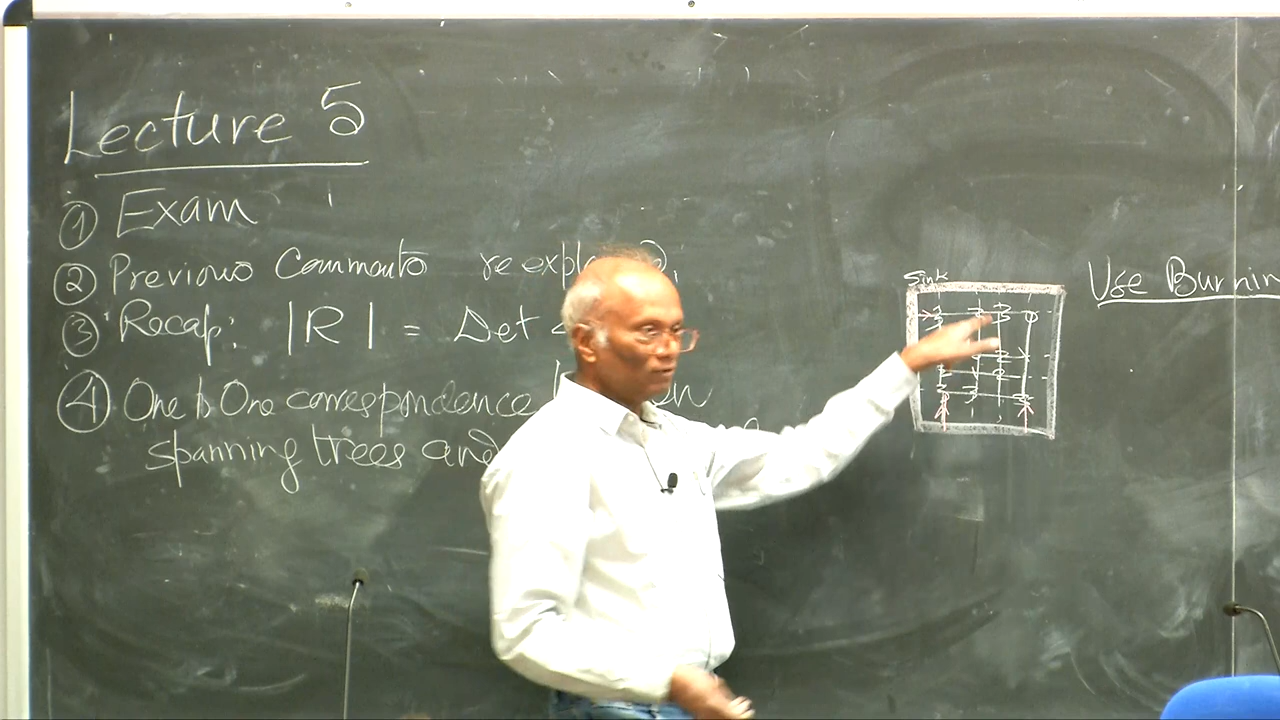 Lecture 5
① Exam
② Previous Comments re expl
③ Recap: |R| = Det
④ One to One correspondence
spanning trees and
Sink
Use Burnin